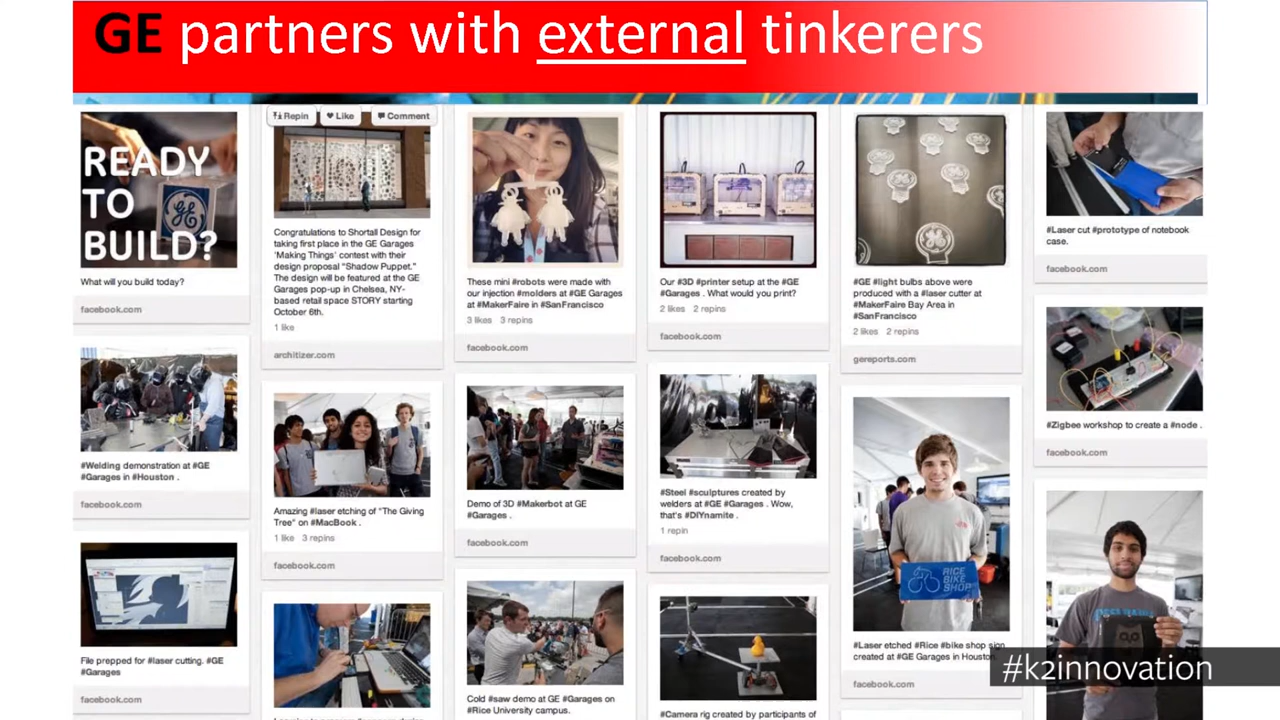 GE partners with external tinkerers
READY
TO
BUILD?
GE
What will you build today?
facebook.com
#Welding demonstration at #GE
#Garages in #Houston .
facebook.com
File prepped for #laser cutting. #GE
#Garages
facebook.com
Repin Like Comment
Congratulations to Shortall Design for
taking first place in the GE Garages
'Making Things' contest with their
design proposal “Shadow Puppet.”
The design will be featured at the GE
Garages pop-up in Chelsea, NY-
based retail space STORY starting
October 6th.
1 like
architizer.com
Amazing #laser etching of "The Giving
Tree" on #MacBook .
1 like 3 repins
facebook.com
These mini #robots were made with
our injection #molders at #GE Garages
at #MakerFaire in #SanFrancisco
3 likes 3 repins
facebook.com
Demo of 3D #Makerbot at GE
#Garages .
facebook.com
Cold #saw demo at GE #Garages on
#Rice University campus.
Our #3D #printer setup at the #GE
#Garages . What would you print?
2 likes 2 repins
facebook.com
#Steel #sculptures created by
welders at #GE #Garages . Wow,
that's #DIYnamite .
1 repin
facebook.com
#Camera rig created by participants of
#GE #light bulbs above were
produced with a #laser cutter at
#MakerFaire Bay Area in
#SanFrancisco
2 likes 2 repins
gereports.com
RICE
BIKE
SHOP
#Laser etched #Rice #bike shop sign
created at #GE Garages in Houston.
facebook.com
#Laser cut #prototype of notebook
case.
facebook.com
#Zigbee workshop to create a #node .
facebook.com
#k2innovation